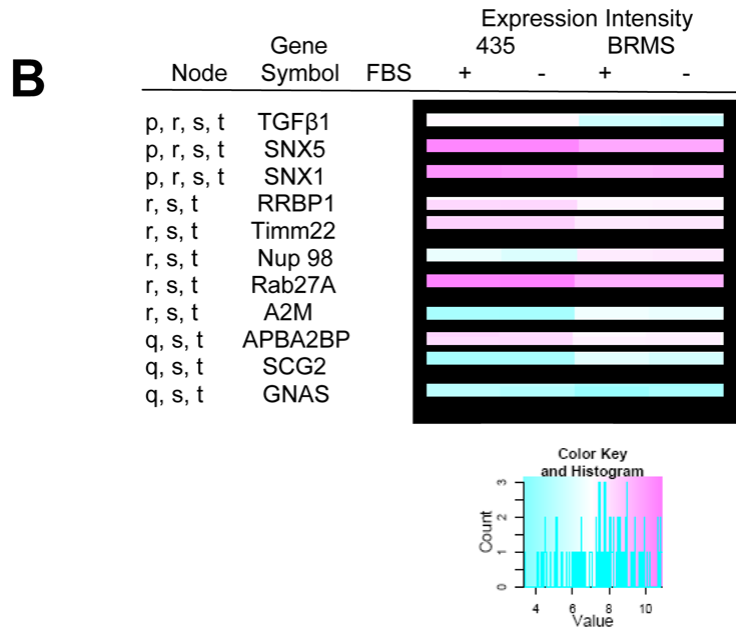 B
Expression Intensity
Gene 435 BRMS
Node Symbol FBS + - + -
p, r, s, t TGFβ1
p, r, s, t SNX5
p, r, s, t SNX1
r, s, t RRBP1
r, s, t Timm22
r, s, t Nup 98
r, s, t Rab27A
r, s, t A2M
q, s, t APBA2BP
q, s, t SCG2
q, s, t GNAS
Color Key
and Histogram
Count
0 1 2 3
4 6 8 10
Value